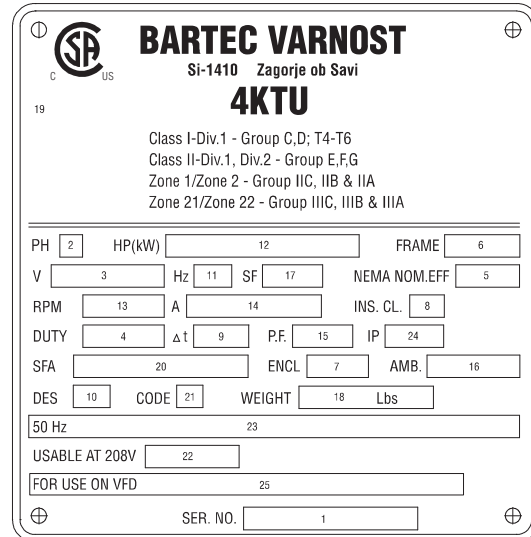 C CSA US
BARTEC VARNOST
Si-1410 Zagorje ob Savi
4KTU
19
Class I-Div.1 - Group C,D; T4-T6
Class II-Div.1, Div.2 - Group E,F,G
Zone 1/Zone 2 - Group IIC, IIB & IIA
Zone 21/Zone 22 - Group IIIC, IIIB & IIIA
PH 2 HP(kW) 12 FRAME 6
V 3 Hz 11 SF 17 NEMA NOM.EFF 5
RPM 13 A 14 INS. CL. 8
DUTY 4 Δt 9 P.F. 15 IP 24
SFA 20 ENCL 7 AMB. 16
DES 10 CODE 21 WEIGHT 18 Lbs
50 Hz 23
USABLE AT 208V 22
FOR USE ON VFD 25
SER. NO. 1